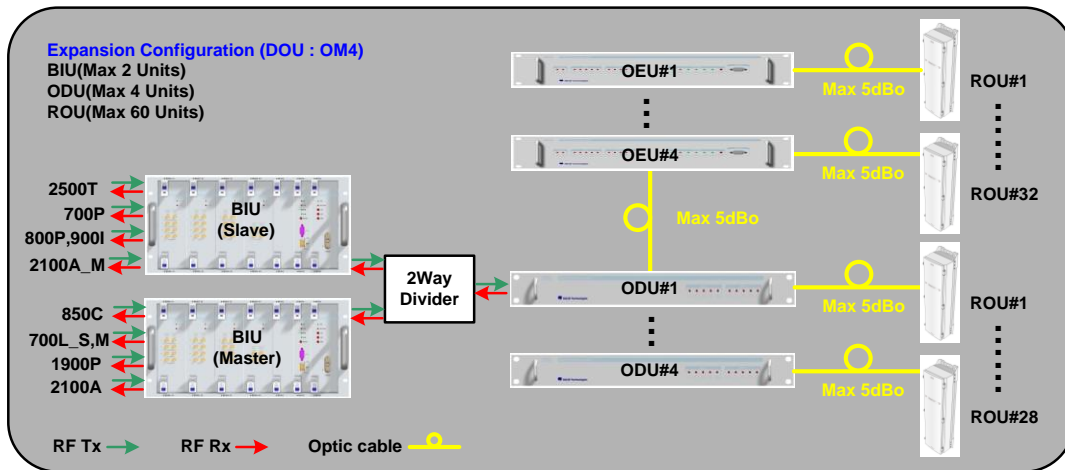 Expansion Configuration (DOU : OM4)
BIU(Max 2 Units)
ODU(Max 4 Units)
ROU(Max 60 Units)
OEU#1
Max 5dBo
ROU#1
OEU#4
Max 5dBo
ROU#32
2500T
700P
800P,900I
2100A_M
BIU
(Slave)
Max 5dBo
2Way
Divider
ODU#1
Max 5dBo
ROU#1
850C
700L_S,M
1900P
2100A
BIU
(Master)
ODU#4
Max 5dBo
ROU#28
RF Tx
RF Rx
Optic cable